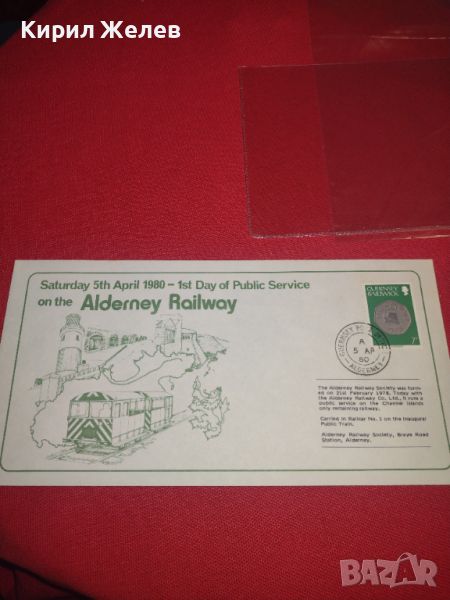 Кирил Желев
Saturday 5th April 1980 – 1st Day of Public Service
on the Alderney Railway
GUERNSEY
BAILIWICK
7p
GUERNSEY PO
A
5 AP
80
ALDERNEY
The Alderney Railway Society was form-
ed on 21st February 1978. Today with
the Alderney Railway Co. Ltd., it runs a
public service on the Channel Islands
only remaining railway.
Carried in Railcar No. 1 on the inaugural
Public Train.
Alderney Railway Society, Braye Road
Station, Alderney.
BAZAR